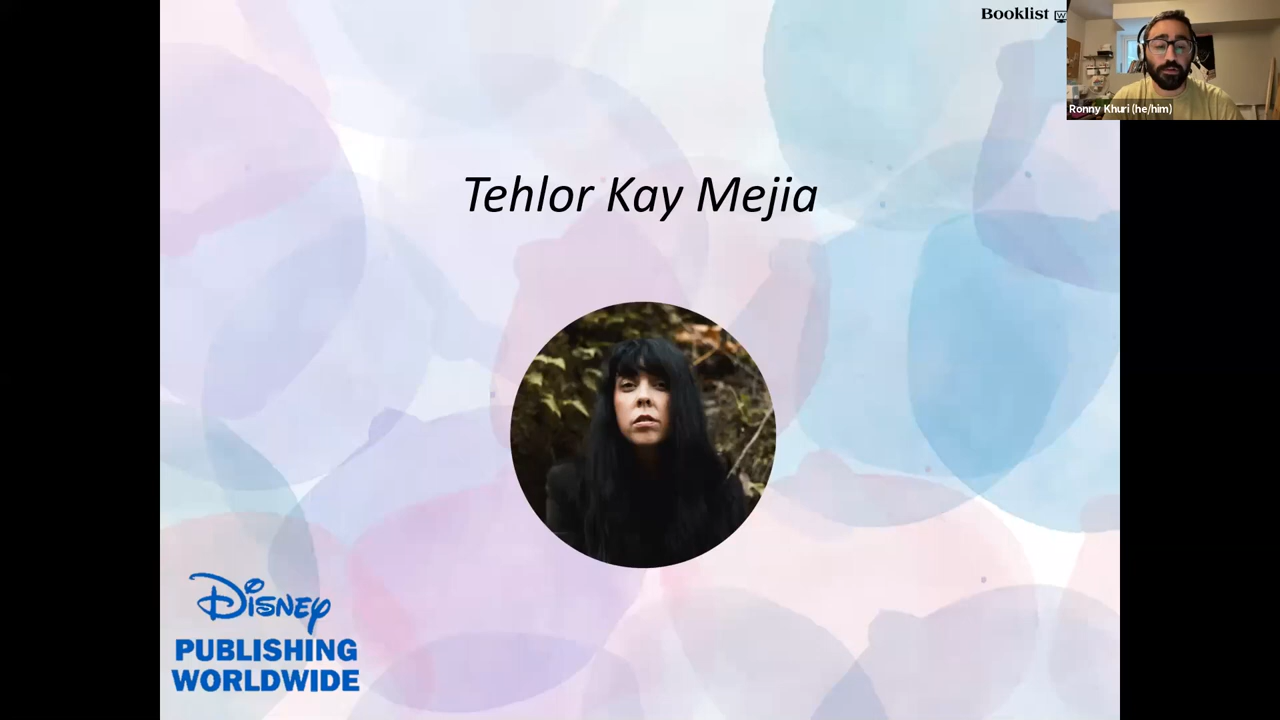 Booklist W
Ronny Khuri (he/him)
Tehlor Kay Mejia
Disney
PUBLISHING
WORLDWIDE